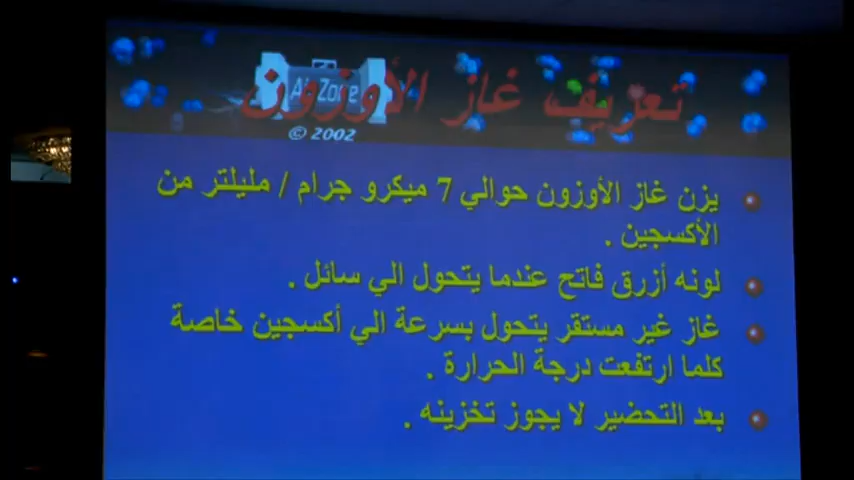 تعريف غاز الأوزون
Air Zone
© 2002
يزن غاز الأوزون حوالي 7 ميكرو جرام / مليلتر من
الأكسجين .
لونه أزرق فاتح عندما يتحول الي سائل .
غاز غير مستقر يتحول بسرعة الي أكسجين خاصة
كلما ارتفعت درجة الحرارة .
بعد التحضير لا يجوز تخزينه .